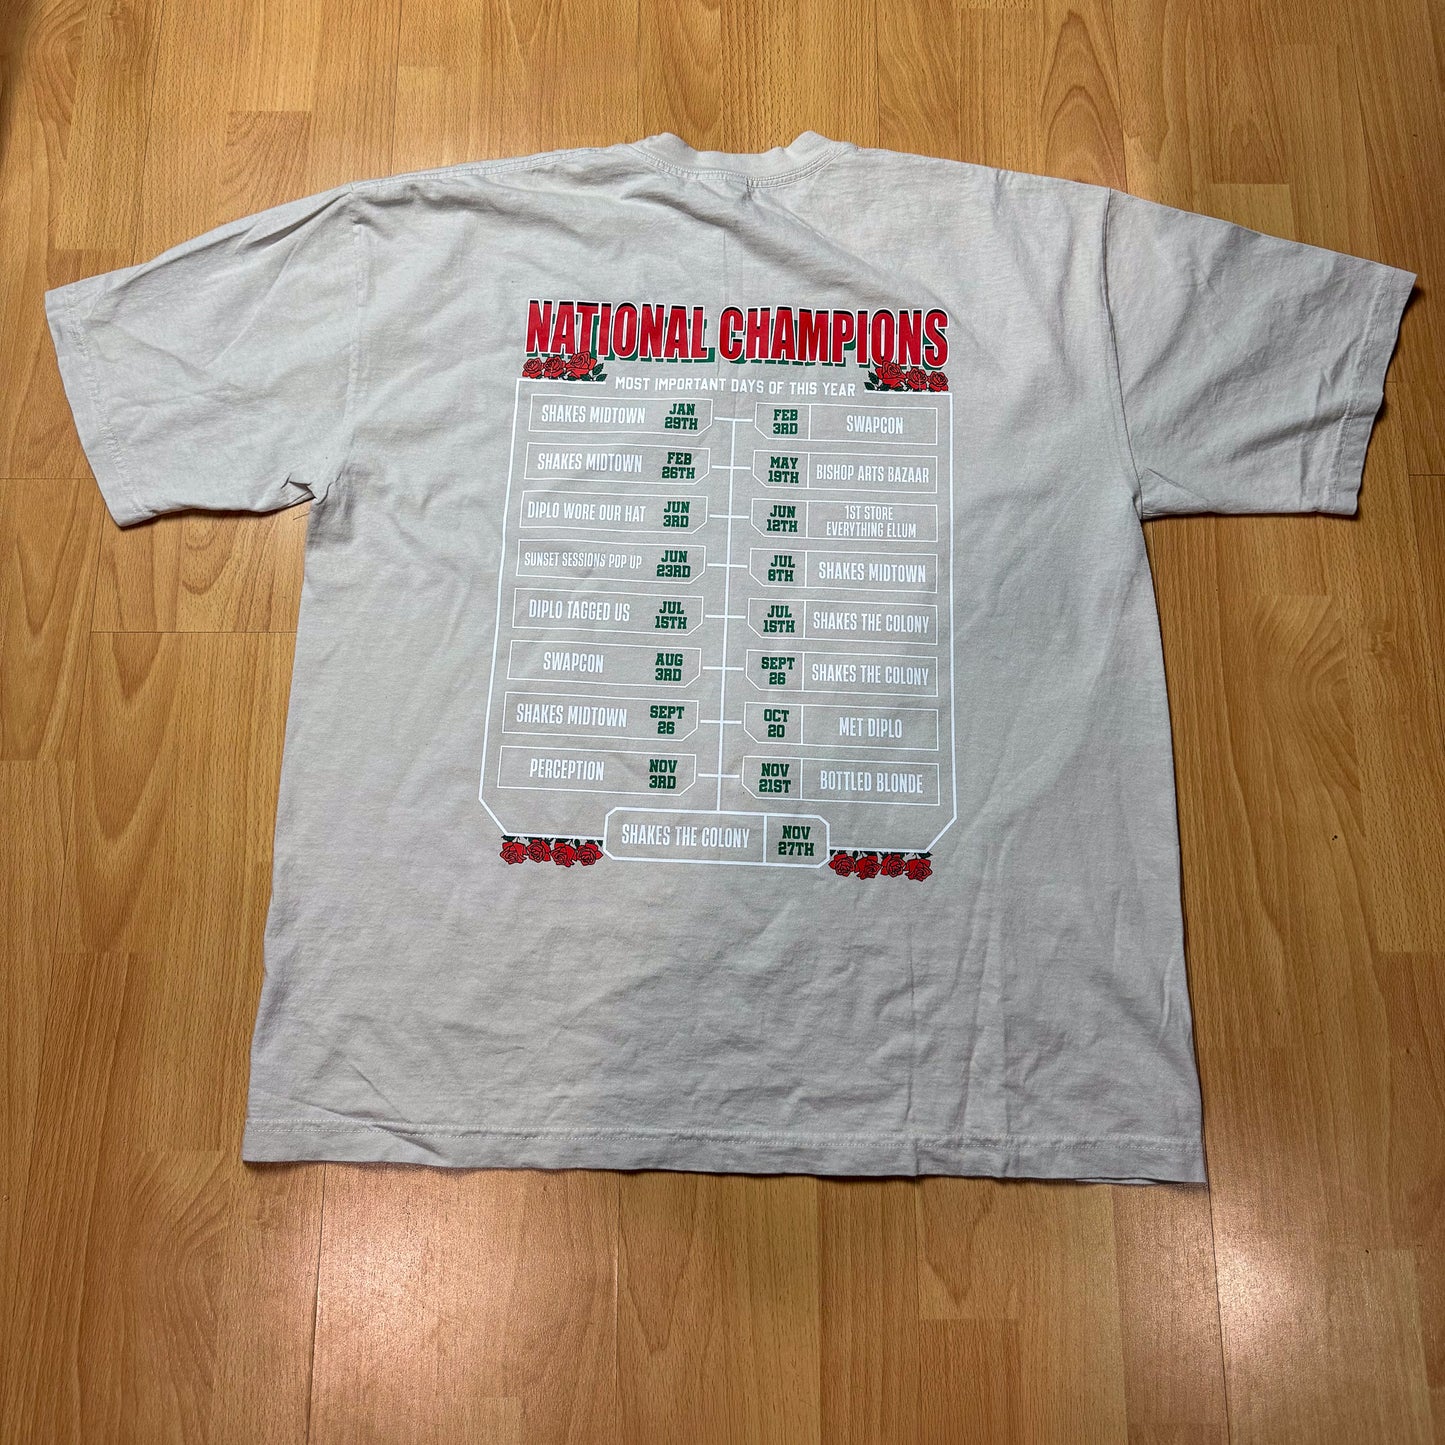 NATIONAL CHAMPIONS
MOST IMPORTANT DAYS OF THIS YEAR
SHAKES MIDTOWN
JAN
29TH
FEB
3RD
SWAPCON
SHAKES MIDTOWN
FEB
26TH
MAY
19TH
BISHOP ARTS BAZAAR
DIPLO WORE OUR HAT
JUN
3RD
JUN
12TH
1ST STORE
EVERYTHING ELLUM
SUNSET SESSIONS POP UP
JUN
23RD
JUL
8TH
SHAKES MIDTOWN
DIPLO TAGGED US
JUL
15TH
JUL
15TH
SHAKES THE COLONY
SWAPCON
AUG
3RD
SEPT
26
SHAKES THE COLONY
SHAKES MIDTOWN
SEPT
26
OCT
20
MET DIPLO
PERCEPTION
NOV
3RD
NOV
21ST
BOTTLED BLONDE
SHAKES THE COLONY
NOV
27TH